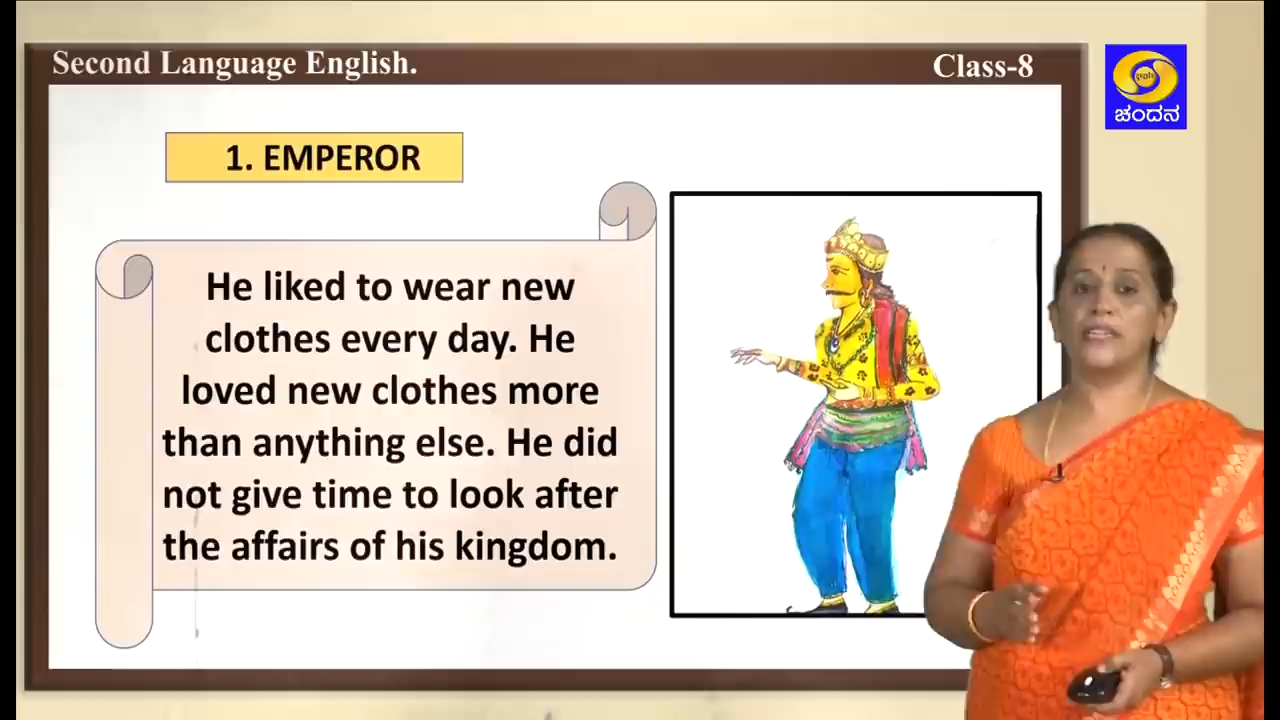 Second Language English.
Class-8
ಚಂದನ
1. EMPEROR
He liked to wear new
clothes every day. He
loved new clothes more
than anything else. He did
not give time to look after
the affairs of his kingdom.